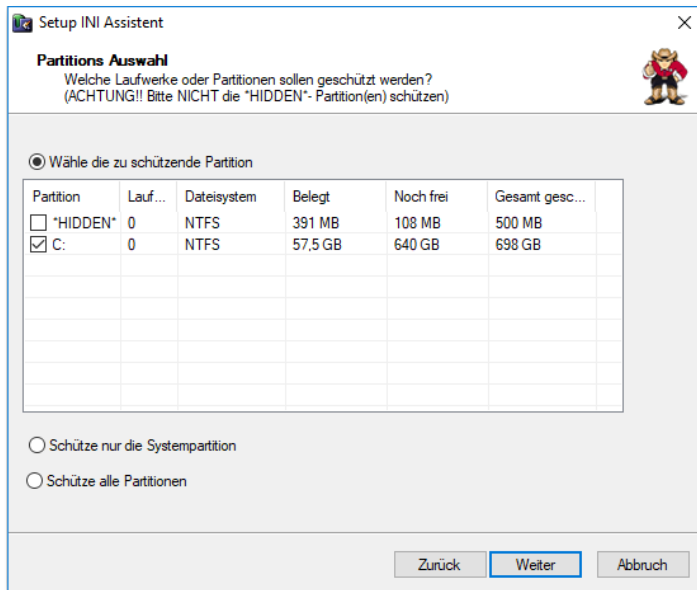 Setup INI Assistent
Partitions Auswahl
Welche Laufwerke oder Partitionen sollen geschützt werden?
(ACHTUNG!! Bitte NICHT die *HIDDEN*- Partition(en) schützen)
Wähle die zu schützende Partition
Partition Lauf... Dateisystem Belegt Noch frei Gesamt gesc...
*HIDDEN* 0 NTFS 391 MB 108 MB 500 MB
C: 0 NTFS 57,5 GB 640 GB 698 GB
Schütze nur die Systempartition
Schütze alle Partitionen
Zurück Weiter Abbruch